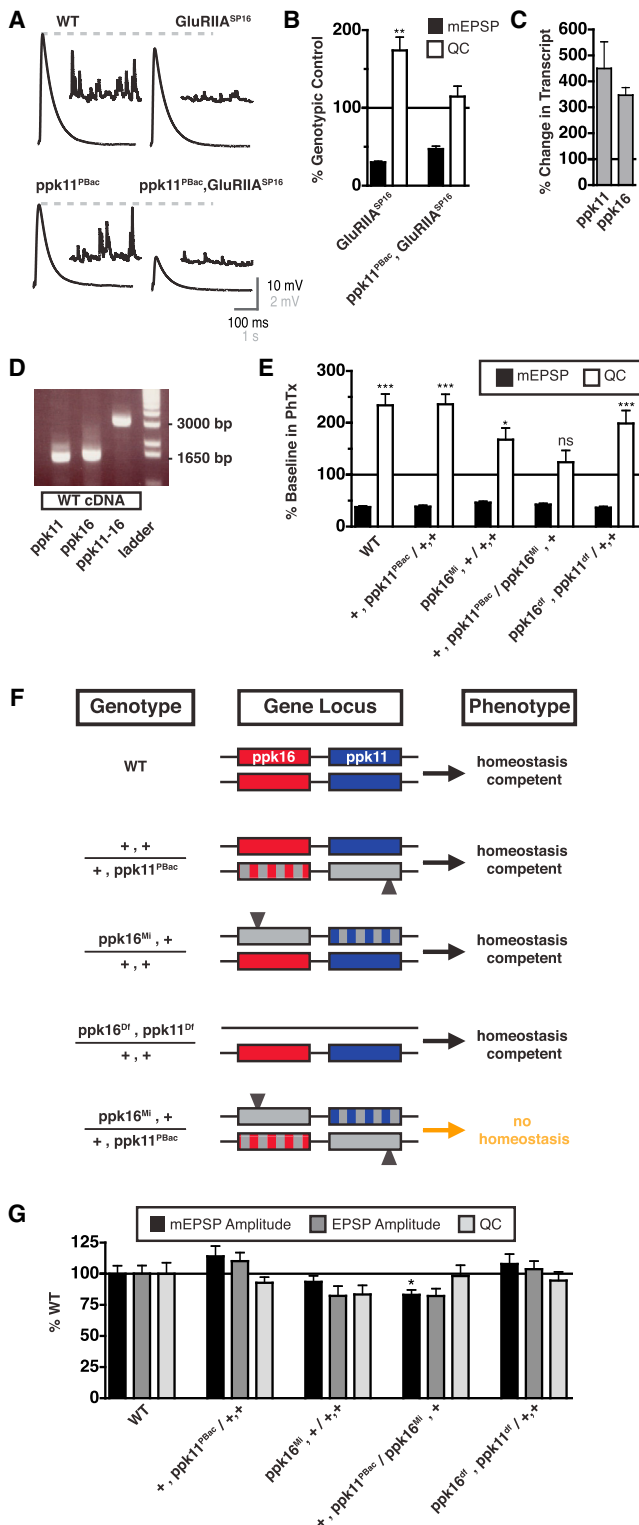 A
WT
GluRIIA^SP16
ppk11^PBac
ppk11^PBac,GluRIIA^SP16
10 mV
2 mV
100 ms
1 s
B
mEPSP
QC
% Genotypic Control
200
100
0
**
GluRIIA^SP16
ppk11^PBac, GluRIIA^SP16
C
% Change in Transcript
600
500
400
300
200
100
0
ppk11
ppk16
D
3000 bp
1650 bp
WT cDNA
ppk11
ppk16
ppk11-16
ladder
E
mEPSP
QC
% Baseline in PhTx
300
200
100
0
***
***
*
ns
***
WT
+ , ppk11^PBac / +,+
ppk16^Mi , + / +,+
+ , ppk11^PBac / ppk16^Mi , +
ppk16^df , ppk11^df / +,+
F
Genotype
Gene Locus
Phenotype
WT
ppk16
ppk11
homeostasis
competent
+ , +
+ , ppk11^PBac
homeostasis
competent
ppk16^Mi , +
+ , +
homeostasis
competent
ppk16^Df , ppk11^Df
+ , +
homeostasis
competent
ppk16^Mi , +
+ , ppk11^PBac
no
homeostasis
G
mEPSP Amplitude
EPSP Amplitude
QC
% WT
125
100
75
50
25
0
*
WT
+ , ppk11^PBac / +,+
ppk16^Mi , + / +,+
+ , ppk11^PBac / ppk16^Mi , +
ppk16^df , ppk11^df / +,+